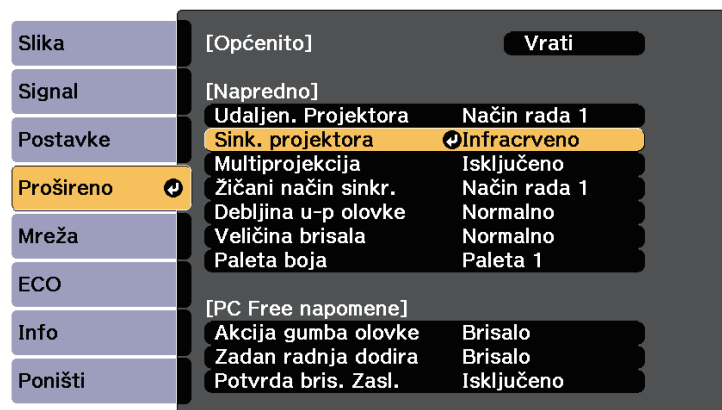 Slika
Signal
Postavke
Prošireno
Mreža
ECO
Info
Poništi
[Općenito] Vrati
[Napredno]
Udaljen. Projektora Način rada 1
Sink. projektora Infracrveno
Multiprojekcija Isključeno
Žičani način sinkr. Način rada 1
Debljina u-p olovke Normalno
Veličina brisala Normalno
Paleta boja Paleta 1
[PC Free napomene]
Akcija gumba olovke Brisalo
Zadan radnja dodira Brisalo
Potvrda bris. Zasl. Isključeno